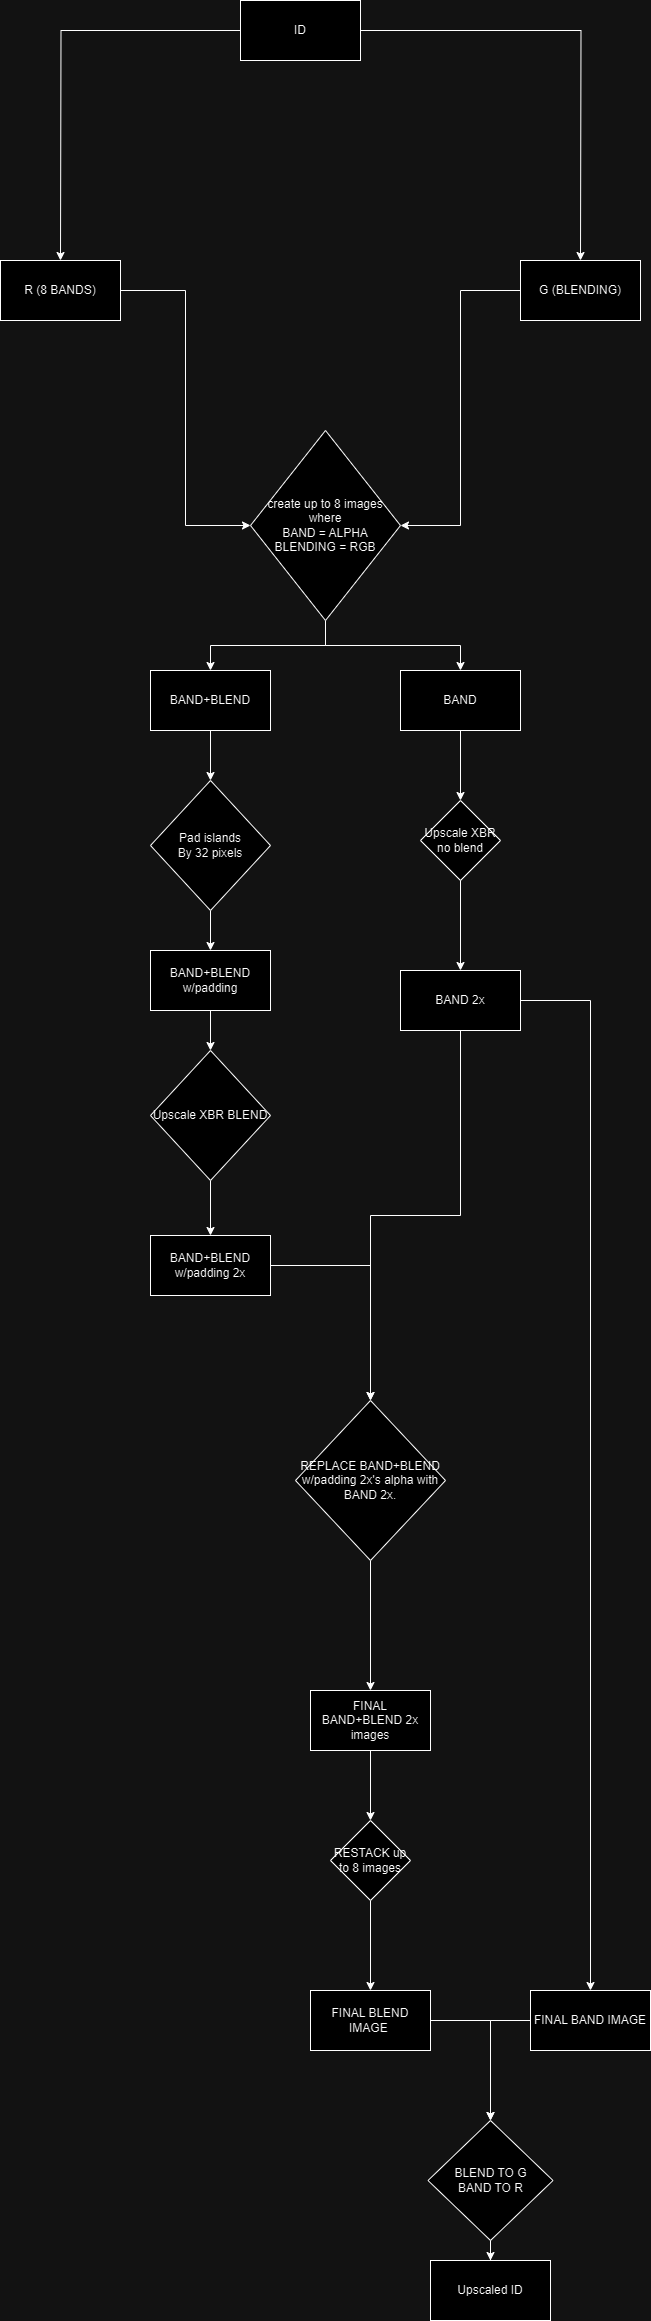 ID
R (8 BANDS)
G (BLENDING)
create up to 8 images
where
BAND = ALPHA
BLENDING = RGB
BAND+BLEND
BAND
Pad islands
By 32 pixels
Upscale XBR
no blend
BAND+BLEND
w/padding
BAND 2x
Upscale XBR BLEND
BAND+BLEND
w/padding 2x
REPLACE BAND+BLEND
w/padding 2x's alpha with
BAND 2x.
FINAL
BAND+BLEND 2x
images
RESTACK up
to 8 images
FINAL BLEND
IMAGE
FINAL BAND IMAGE
BLEND TO G
BAND TO R
Upscaled ID